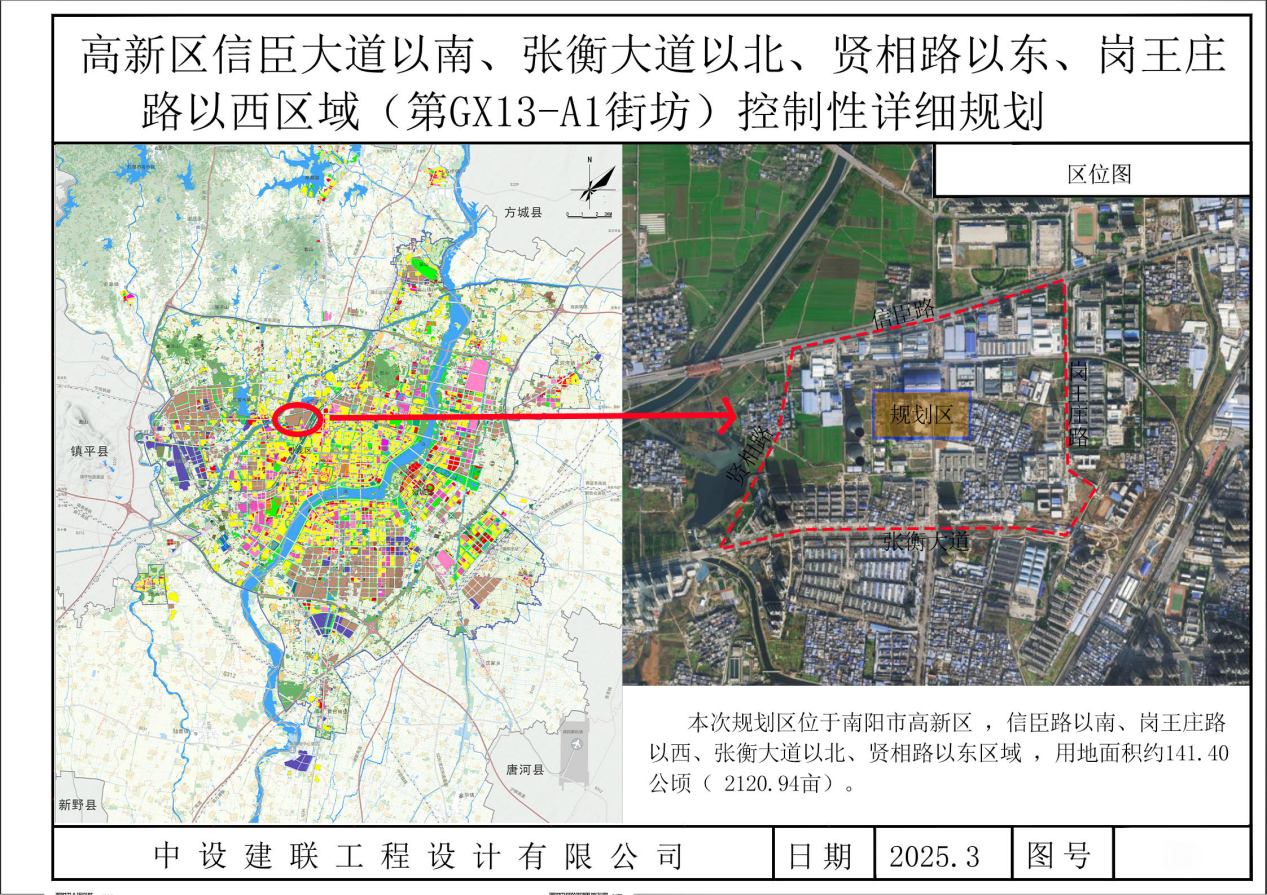 高新区信臣大道以南、张衡大道以北、贤相路以东、岗王庄
路以西区域（第GX13-A1街坊）控制性详细规划
区位图
N
方城县
镇平县
唐河县
新野县
信臣路
规划区
岗王庄路
贤相路
张衡大道
本次规划区位于南阳市高新区 ，信臣路以南、岗王庄路
以西、张衡大道以北、贤相路以东区域 ，用地面积约141.40
公顷（ 2120.94亩）。
中设建联工程设计有限公司
日期
2025.3
图号